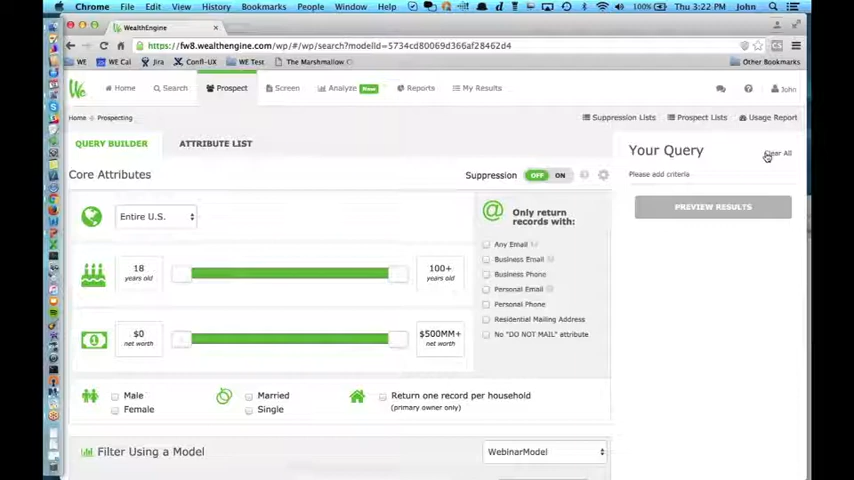 Chrome File Edit View History Bookmarks People Window Help 100% Thu 3:22 PM John
WealthEngine
https://fw8.wealthengine.com/wp/#/wp/search?modelId=5734cd80069d366af28462d4
WE WE Cal Jira Confl-UX WE Test The Marshmallow C Other Bookmarks
We Home Search Prospect Screen Analyze New Reports My Results John
Home Prospecting Suppression Lists Prospect Lists Usage Report
QUERY BUILDER ATTRIBUTE LIST
Your Query Clear All
Core Attributes Suppression OFF ON
Please add criteria
PREVIEW RESULTS
Entire U.S.
@ Only return
records with:
Any Email
Business Email
Business Phone
Personal Email
Personal Phone
Residential Mailing Address
No "DO NOT MAIL" attribute
18
years old
100+
years old
$0
net worth
$500MM+
net worth
Male Married Return one record per household
Female Single (primary owner only)
Filter Using a Model WebinarModel